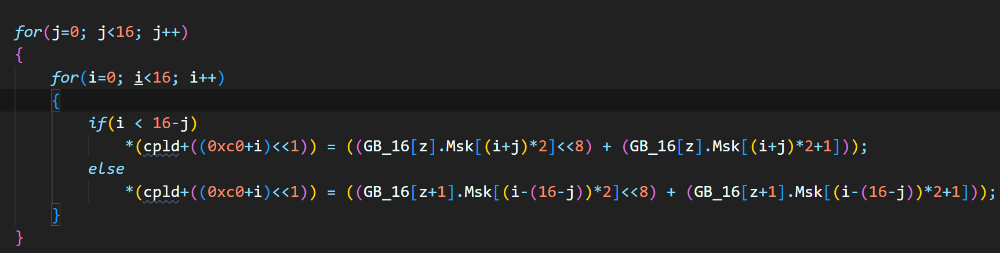 for(j=0; j<16; j++)
{
for(i=0; i<16; i++)
{
if(i < 16-j)
*(cpld+((0xc0+i)<<1)) = ((GB_16[z].Msk[(i+j)*2]<<8) + (GB_16[z].Msk[(i+j)*2+1]));
else
*(cpld+((0xc0+i)<<1)) = ((GB_16[z+1].Msk[(i-(16-j))*2]<<8) + (GB_16[z+1].Msk[(i-(16-j))*2+1]));
}
}